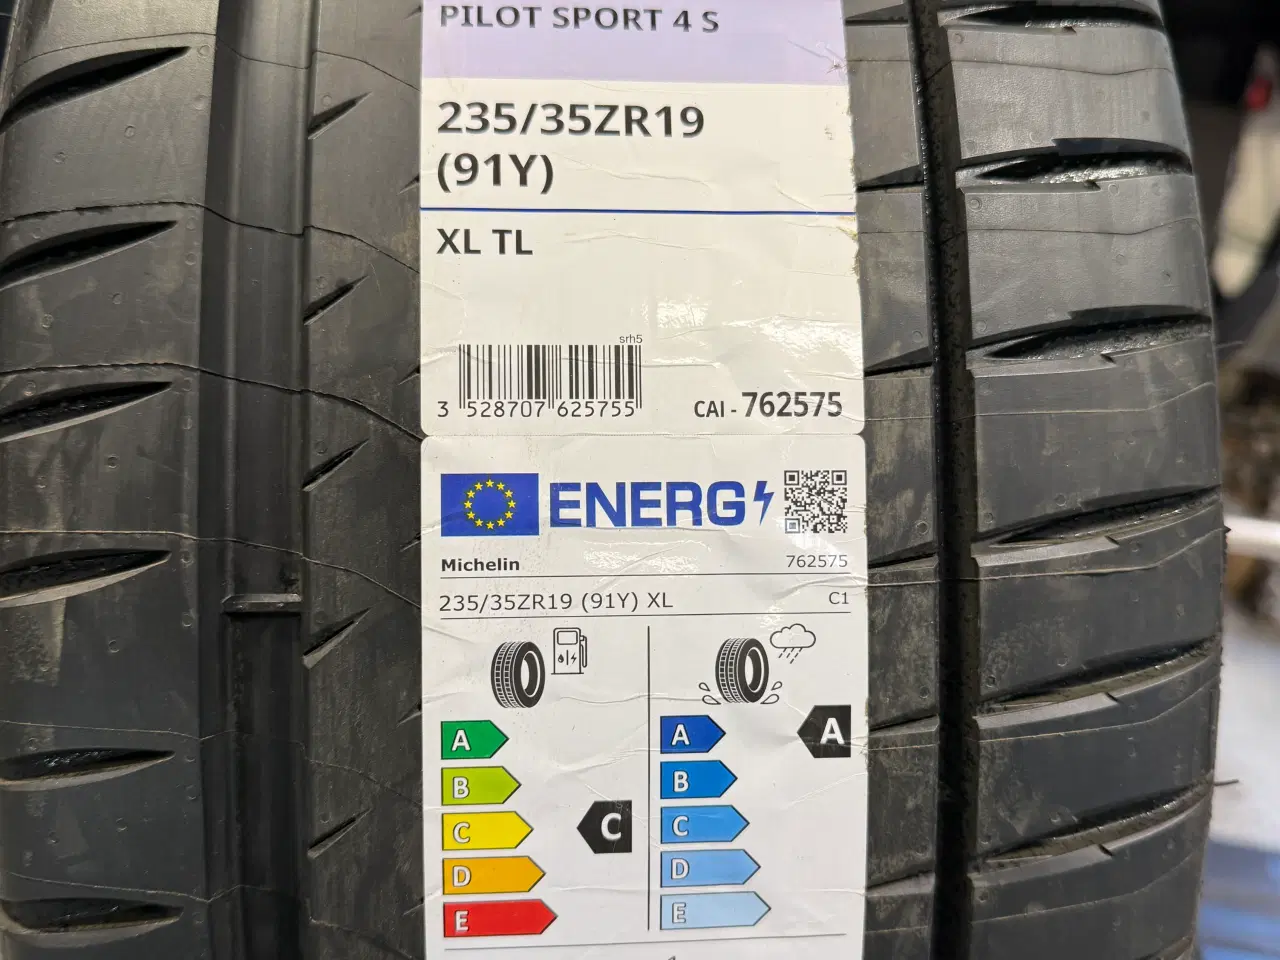 PILOT SPORT 4 S
235/35ZR19
(91Y)
XL TL
srh5
3 528707 625755
CAI - 762575
ENERG
Michelin 762575
235/35ZR19 (91Y) XL C1
A A A
B B
C C C
D D
E E